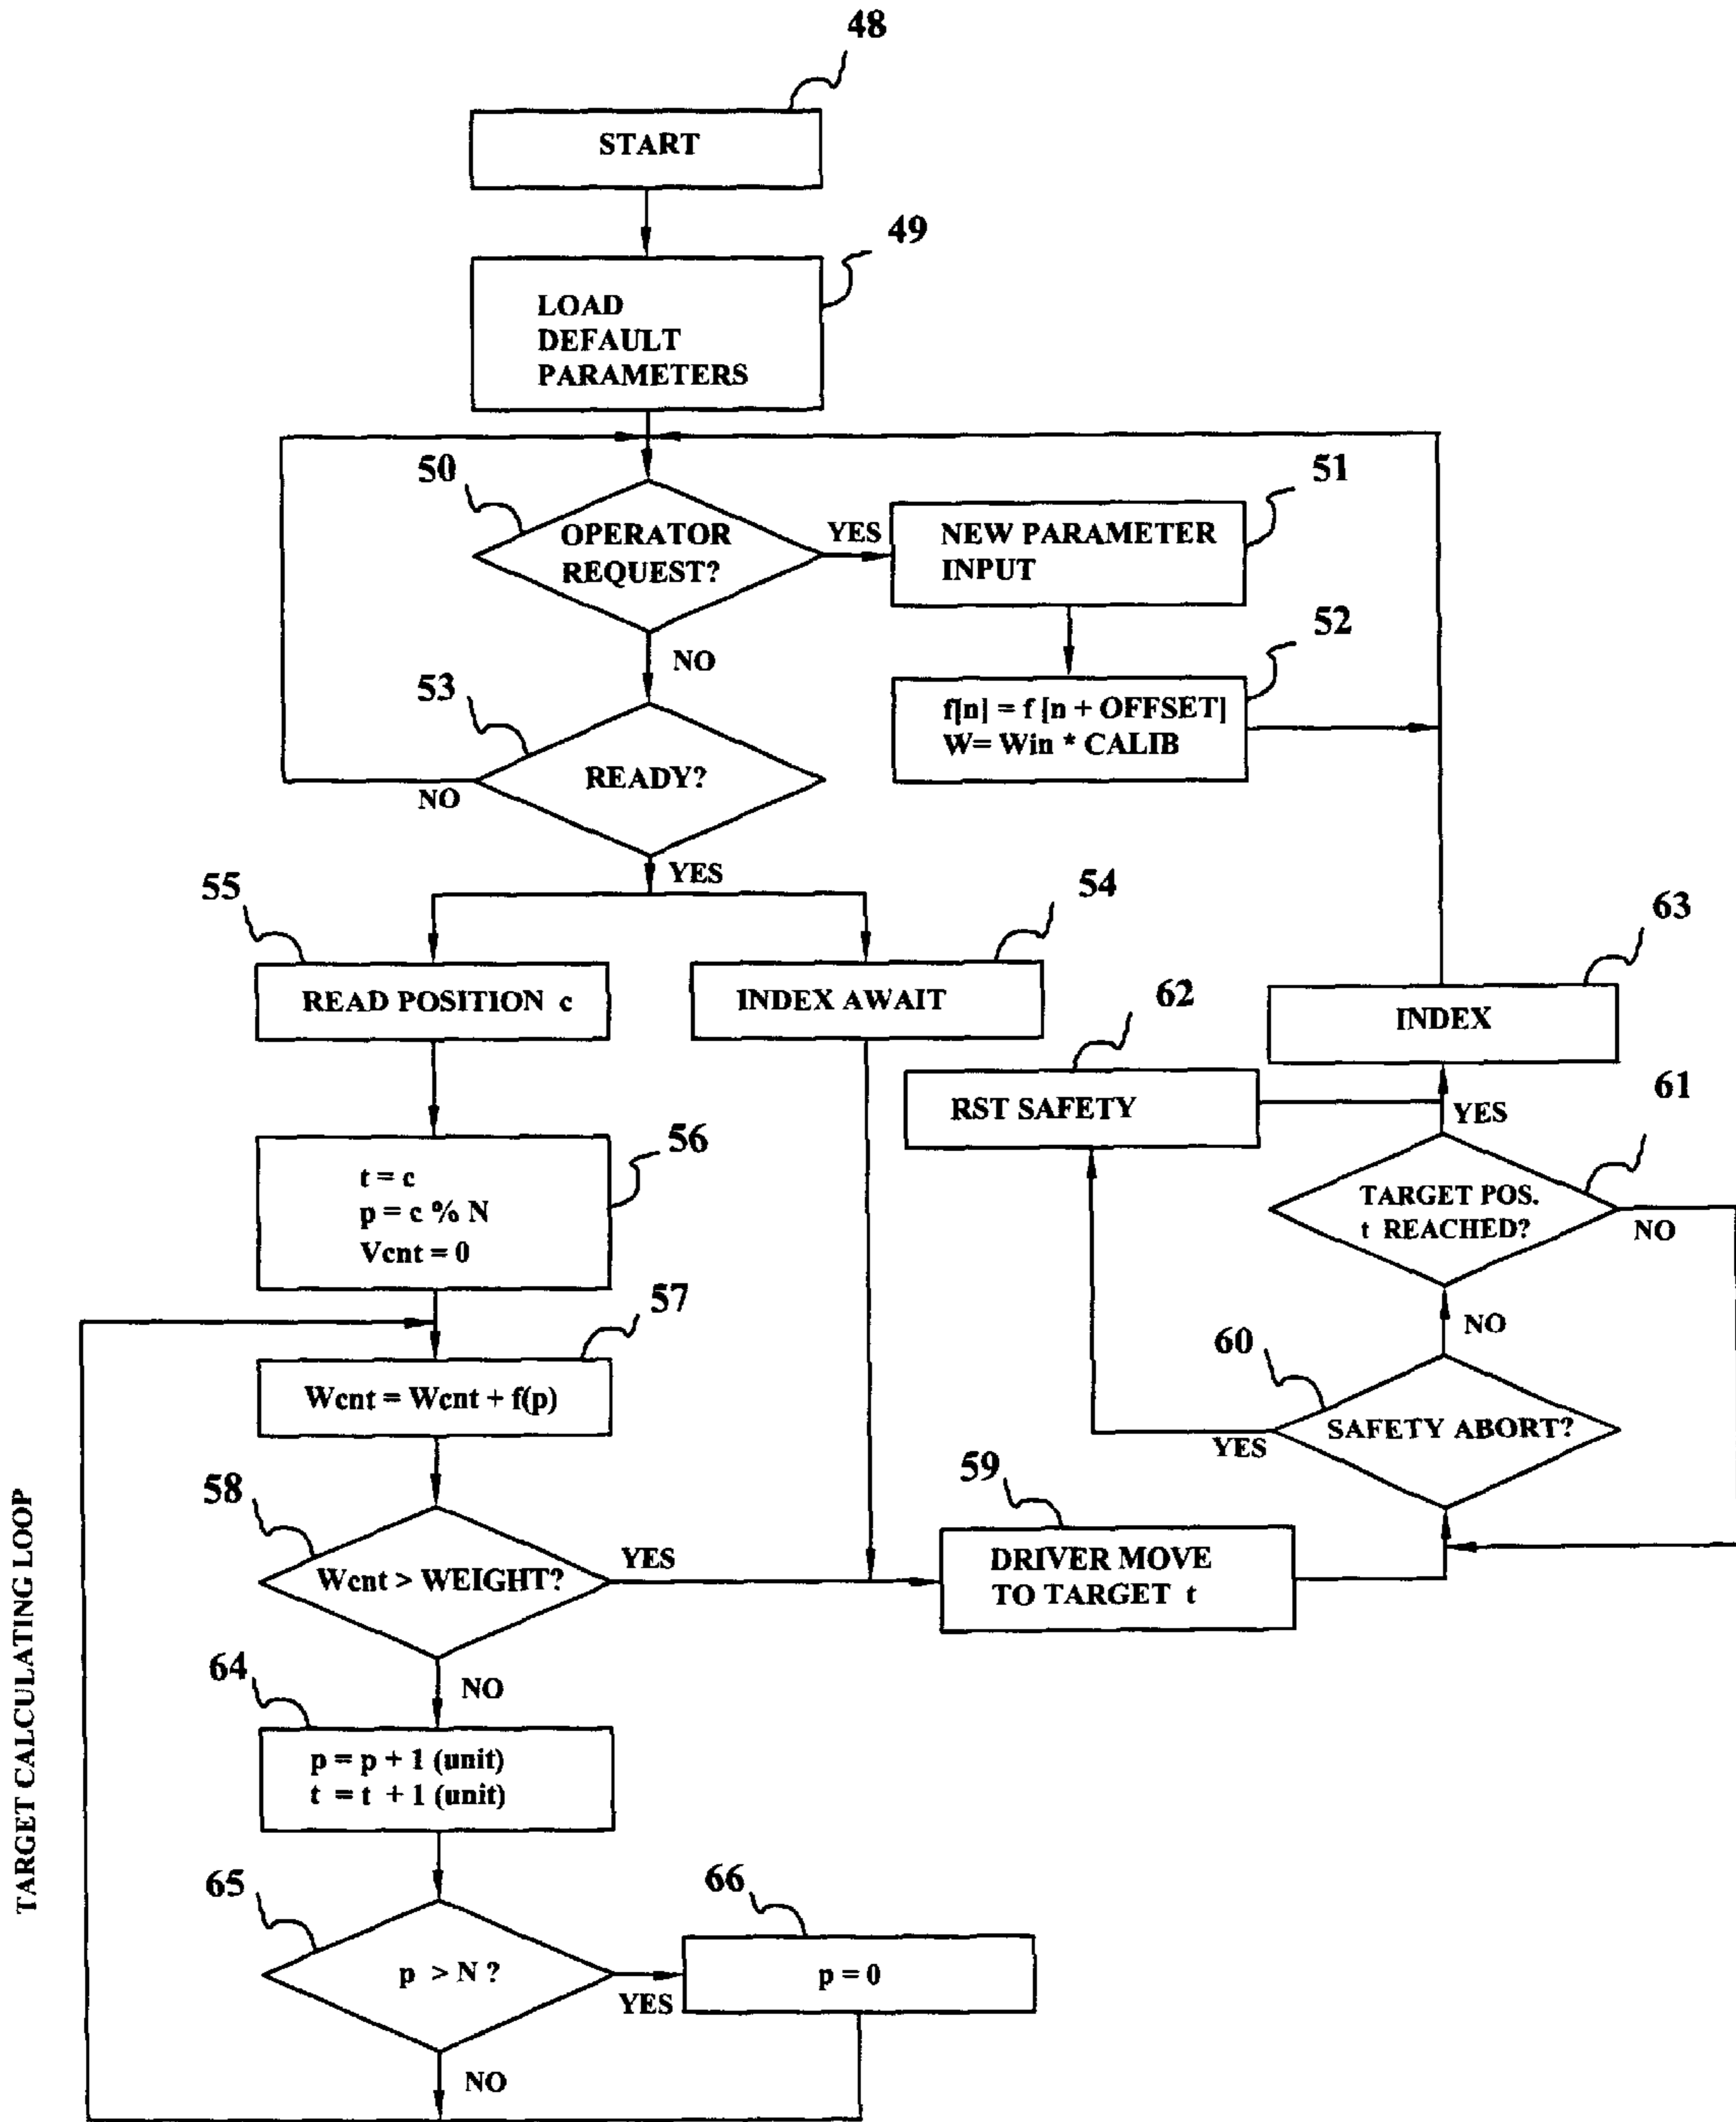 48
START
49
LOAD
DEFAULT
PARAMETERS
50
OPERATOR
REQUEST?
YES
51
NEW PARAMETER
INPUT
NO
52
f[n] = f [n + OFFSET]
W= Win * CALIB
53
READY?
NO
YES
55
READ POSITION c
54
INDEX AWAIT
63
INDEX
62
RST SAFETY
YES
61
TARGET POS.
t REACHED?
NO
56
t = c
p = c % N
Vcnt = 0
NO
60
SAFETY ABORT?
YES
57
Wcnt = Wcnt + f(p)
58
Wcnt > WEIGHT?
YES
59
DRIVER MOVE
TO TARGET t
NO
64
p = p + 1 (unit)
t = t + 1 (unit)
65
p > N ?
YES
66
p = 0
NO
TARGET CALCULATING LOOP